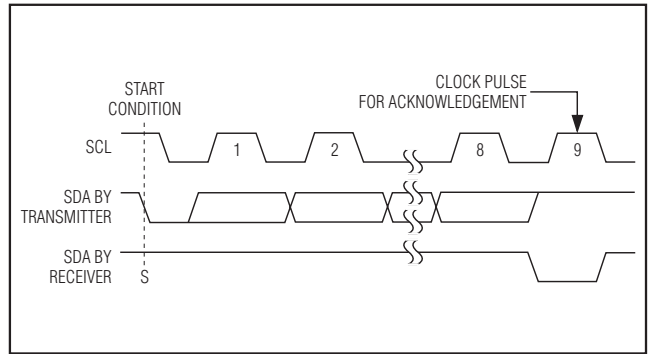 START
CONDITION
CLOCK PULSE
FOR ACKNOWLEDGEMENT
SCL
1
2
8
9
SDA BY
TRANSMITTER
SDA BY
RECEIVER
S